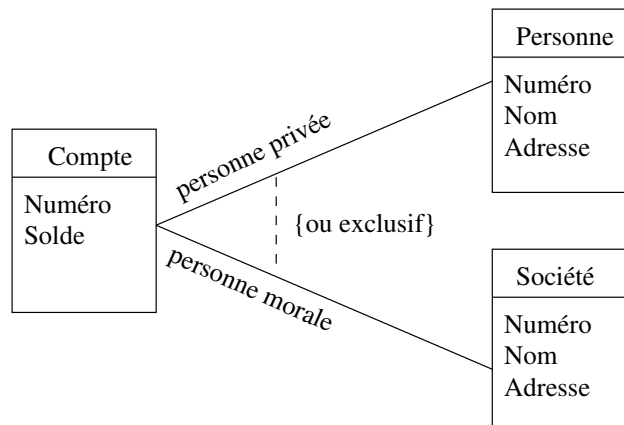 Personne
Numéro
Nom
Adresse
personne privée
Compte
Numéro
Solde
{ou exclusif}
personne morale
Société
Numéro
Nom
Adresse